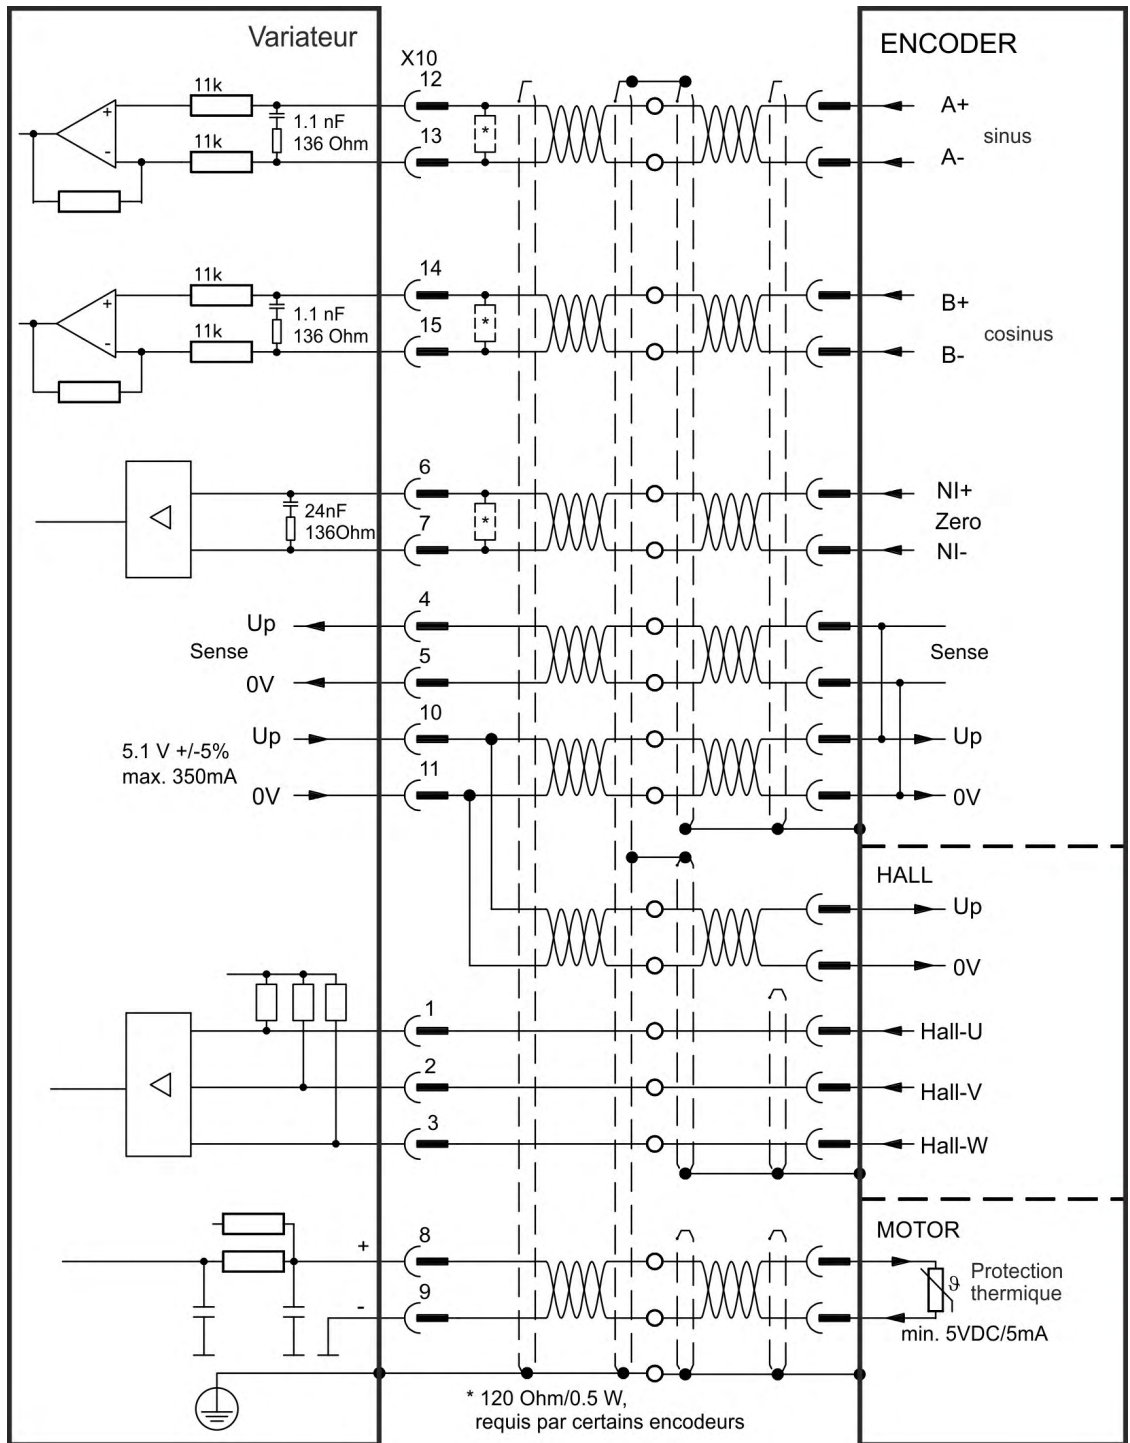 Variateur
ENCODER
X10
11k
12
A+
1.1 nF
136 Ohm
*
sinus
11k
13
A-
+
-
11k
14
B+
1.1 nF
136 Ohm
*
cosinus
11k
15
B-
+
-
6
NI+
24nF
136Ohm
*
Zero
7
NI-
Up
4
Sense
Sense
0V
5
Up
10
Up
5.1 V +/-5%
max. 350mA
0V
11
0V
HALL
Up
0V
1
Hall-U
2
Hall-V
3
Hall-W
MOTOR
+
8
-
9
ϑ
Protection
thermique
min. 5VDC/5mA
* 120 Ohm/0.5 W,
requis par certains encodeurs